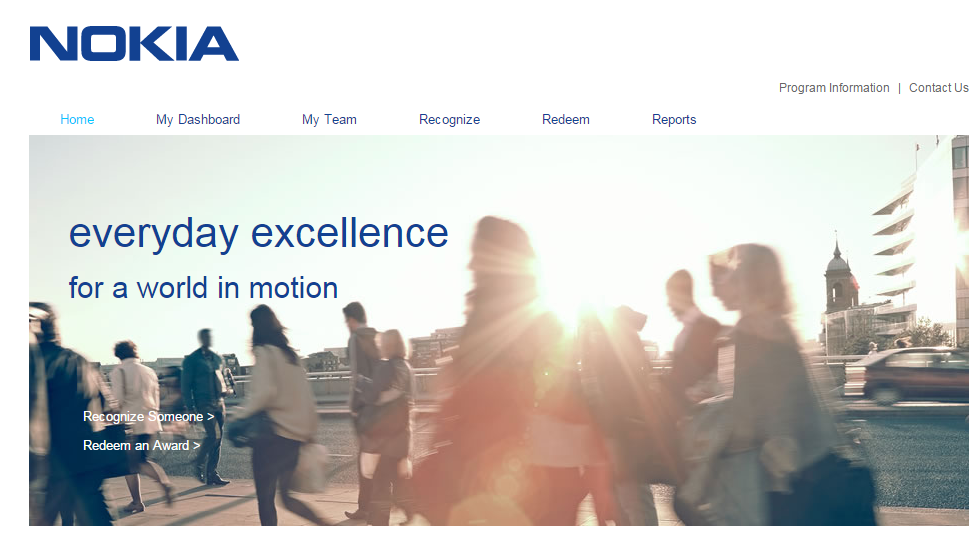 NOKIA
Program Information | Contact Us
Home My Dashboard My Team Recognize Redeem Reports
everyday excellence
for a world in motion
Recognize Someone >
Redeem an Award >